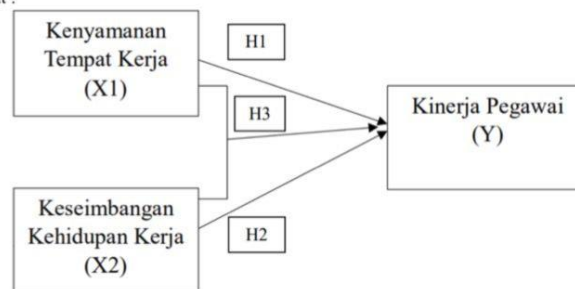 Kenyamanan
Tempat Kerja
(X1)
H1
H3
Kinerja Pegawai
(Y)
Keseimbangan
Kehidupan Kerja
(X2)
H2